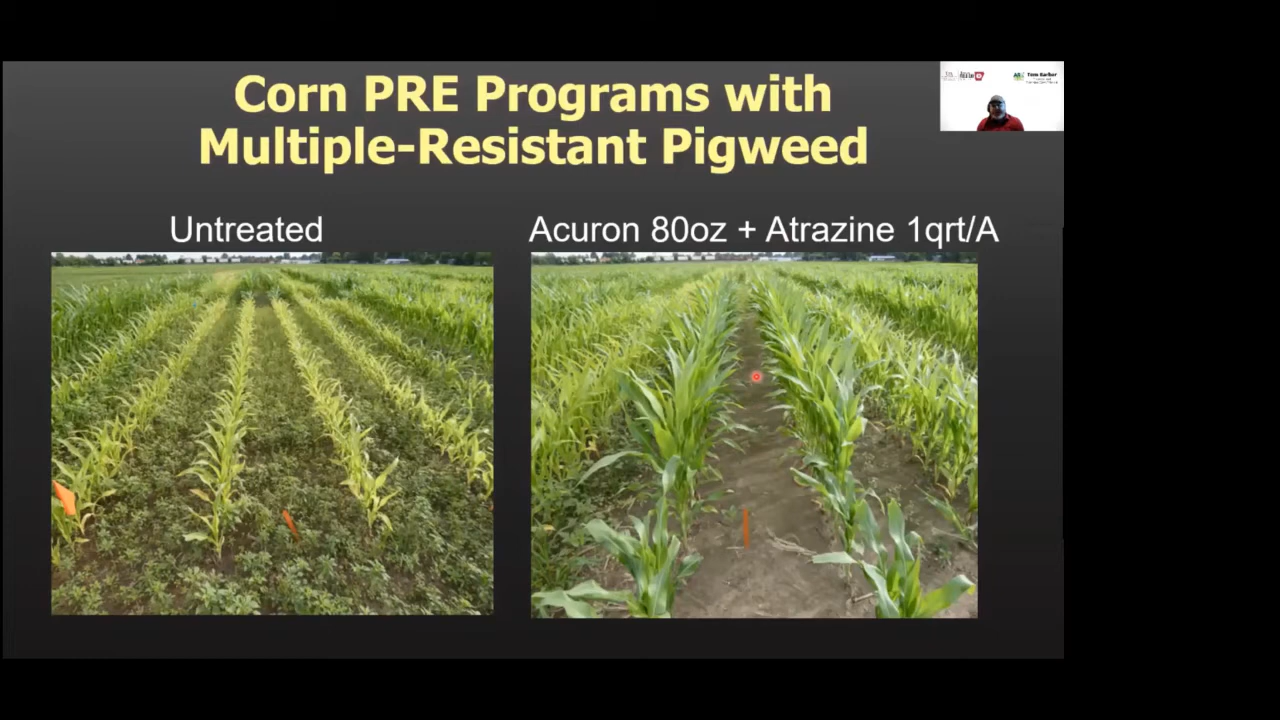 Corn PRE Programs with
Multiple-Resistant Pigweed
Tom Barber
Untreated
Acuron 80oz + Atrazine 1qrt/A